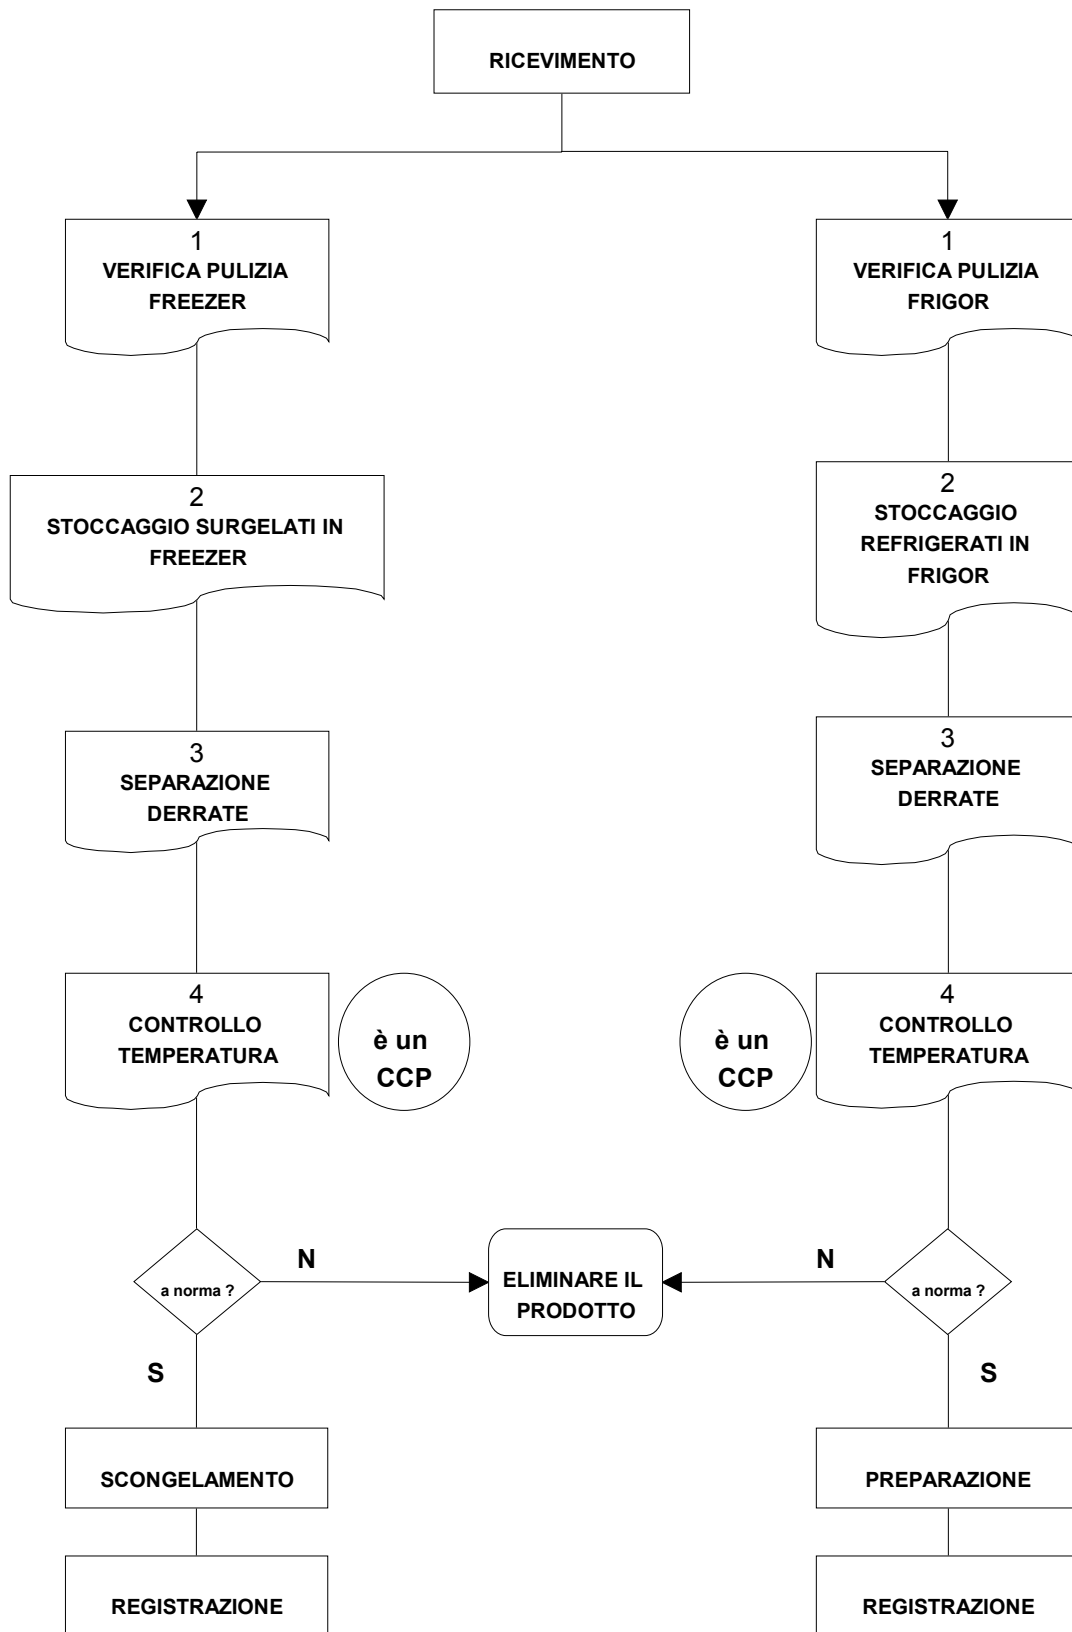 RICEVIMENTO
1
VERIFICA PULIZIA
FREEZER
1
VERIFICA PULIZIA
FRIGOR
2
STOCCAGGIO SURGELATI IN
FREEZER
2
STOCCAGGIO
REFRIGERATI IN
FRIGOR
3
SEPARAZIONE
DERRATE
3
SEPARAZIONE
DERRATE
4
CONTROLLO
TEMPERATURA
è un
CCP
è un
CCP
4
CONTROLLO
TEMPERATURA
a norma ?
N
ELIMINARE IL
PRODOTTO
N
a norma ?
S
S
SCONGELAMENTO
PREPARAZIONE
REGISTRAZIONE
REGISTRAZIONE